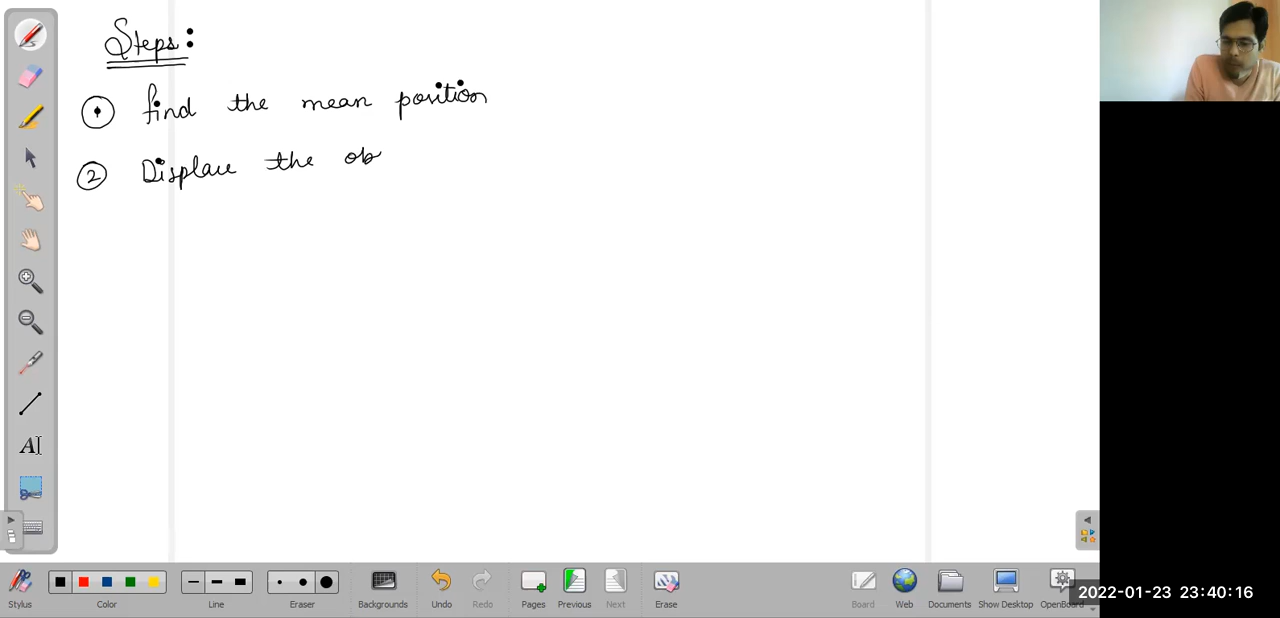 Steps:
① find the mean position
② Displace the ob
A
Stylus
Color
Line
Eraser
Backgrounds
Undo
Redo
Pages
Previous
Next
Erase
Board
Web
Documents
Show Desktop
OpenBoard
2022-01-23 23:40:16